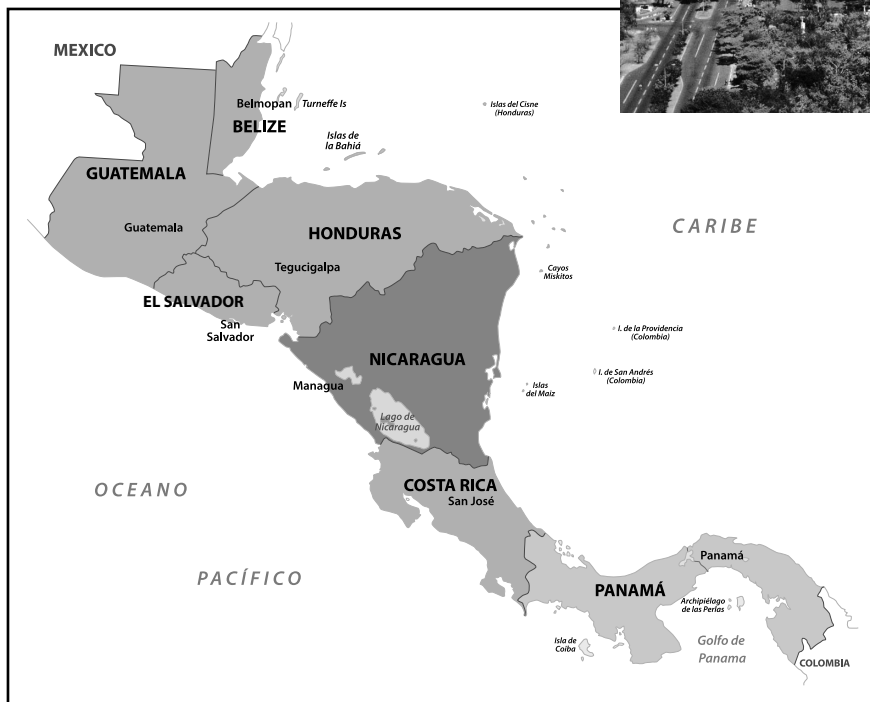 MEXICO
Belmopan
Turneffe Is
BELIZE
Islas del Cisne
(Honduras)
Islas de
la Bahiá
GUATEMALA
Guatemala
HONDURAS
CARIBE
Tegucigalpa
Cayos
Miskitos
EL SALVADOR
San
Salvador
I. de la Providencia
(Colombia)
NICARAGUA
I. de San Andrés
(Colombia)
Managua
Islas
del Maiz
Lago de
Nicaragua
COSTA RICA
San José
OCEANO
PACÍFICO
Panamá
PANAMÁ
Archipiélago
de las Perlas
Isla de
Coiba
Golfo de
Panama
COLOMBIA